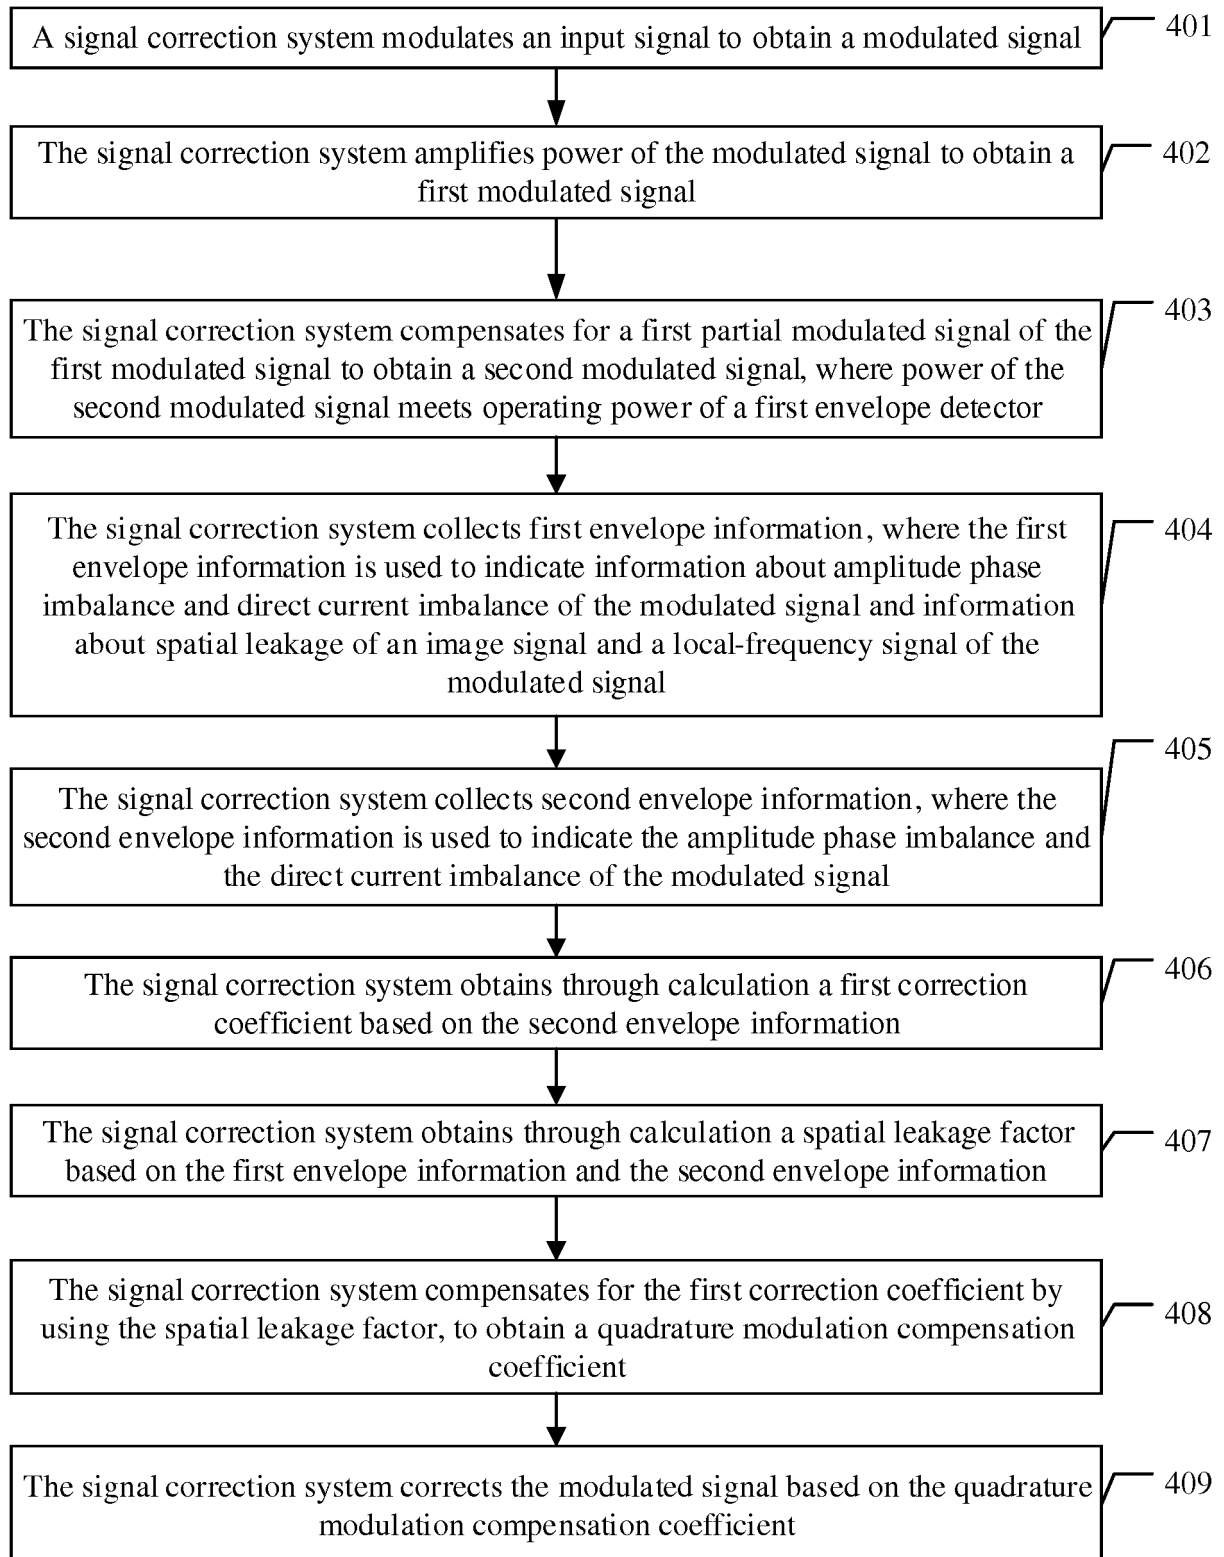 A signal correction system modulates an input signal to obtain a modulated signal
401
The signal correction system amplifies power of the modulated signal to obtain a
first modulated signal
402
The signal correction system compensates for a first partial modulated signal of the
first modulated signal to obtain a second modulated signal, where power of the
second modulated signal meets operating power of a first envelope detector
403
The signal correction system collects first envelope information, where the first
envelope information is used to indicate information about amplitude phase
imbalance and direct current imbalance of the modulated signal and information
about spatial leakage of an image signal and a local-frequency signal of the
modulated signal
404
The signal correction system collects second envelope information, where the
second envelope information is used to indicate the amplitude phase imbalance and
the direct current imbalance of the modulated signal
405
The signal correction system obtains through calculation a first correction
coefficient based on the second envelope information
406
The signal correction system obtains through calculation a spatial leakage factor
based on the first envelope information and the second envelope information
407
The signal correction system compensates for the first correction coefficient by
using the spatial leakage factor, to obtain a quadrature modulation compensation
coefficient
408
The signal correction system corrects the modulated signal based on the quadrature
modulation compensation coefficient
409